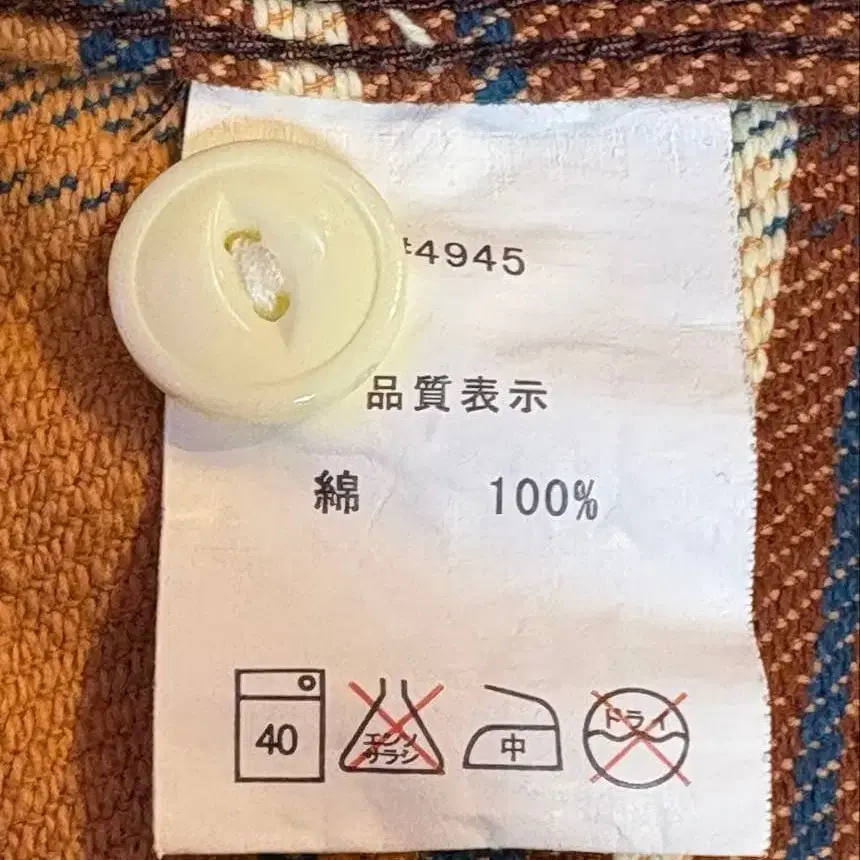 #4945
品質表示
綿 100%
40 エンソ サラシ 中 ドライ